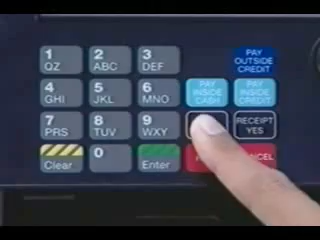 1
QZ
2
ABC
3
DEF
PAY
OUTSIDE
CREDIT
4
GHI
5
JKL
6
MNO
PAY
INSIDE
CASH
PAY
INSIDE
CREDIT
7
PRS
8
TUV
9
WXY
RECEIPT
YES
Clear
0
Enter